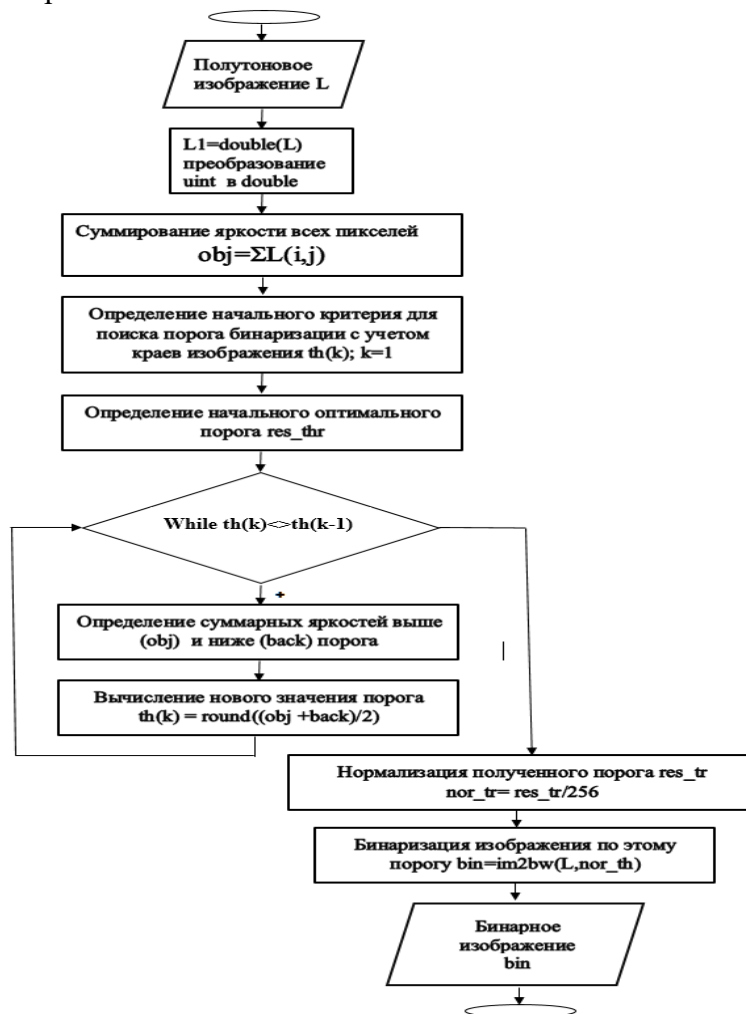 Полутоновое
изображение L
L1=double(L)
преобразование
uint в double
Суммирование яркости всех пикселей
obj=ΣL(i,j)
Определение начального критерия для
поиска порога бинаризации с учетом
краев изображения th(k); k=1
Определение начального оптимального
порога res_thr
While th(k)<>th(k-1)
+
Определение суммарных яркостей выше
(obj) и ниже (back) порога
Вычисление нового значения порога
th(k) = round((obj +back)/2)
Нормализация полученного порога res_tr
nor_tr= res_tr/256
Бинаризация изображения по этому
порогу bin=im2bw(L,nor_th)
Бинарное
изображение
bin